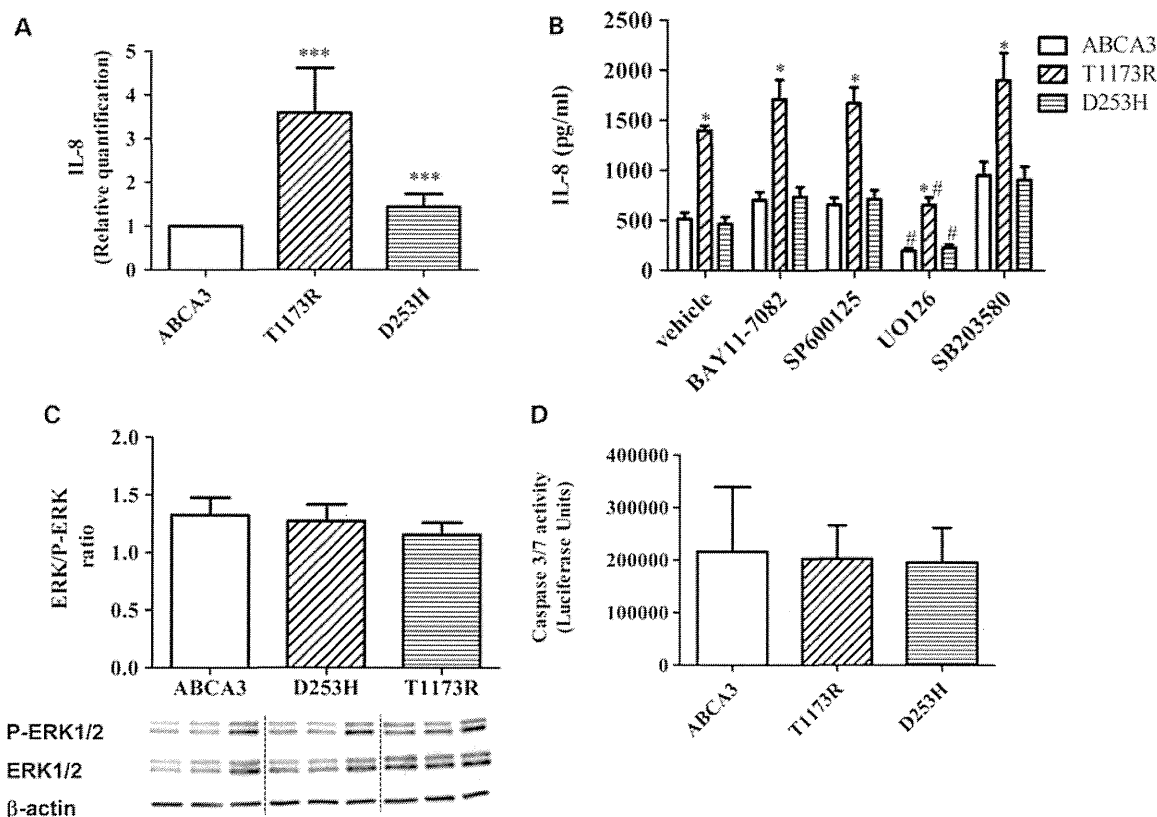 A
IL-8
(Relative quantification)
5
4
3
2
1
0
***
***
ABCA3
T1173R
D253H
B
IL-8 (pg/ml)
2500
2000
1500
1000
500
0
*
*
*
*#
#
#
*
vehicle
BAY11-7082
SP600125
UO126
SB203580
ABCA3
T1173R
D253H
C
ERK/P-ERK
ratio
2.0
1.5
1.0
0.5
0.0
ABCA3
D253H
T1173R
P-ERK1/2
ERK1/2
β-actin
D
Caspase 3/7 activity
(Luciferase Units)
400000
300000
200000
100000
0
ABCA3
T1173R
D253H